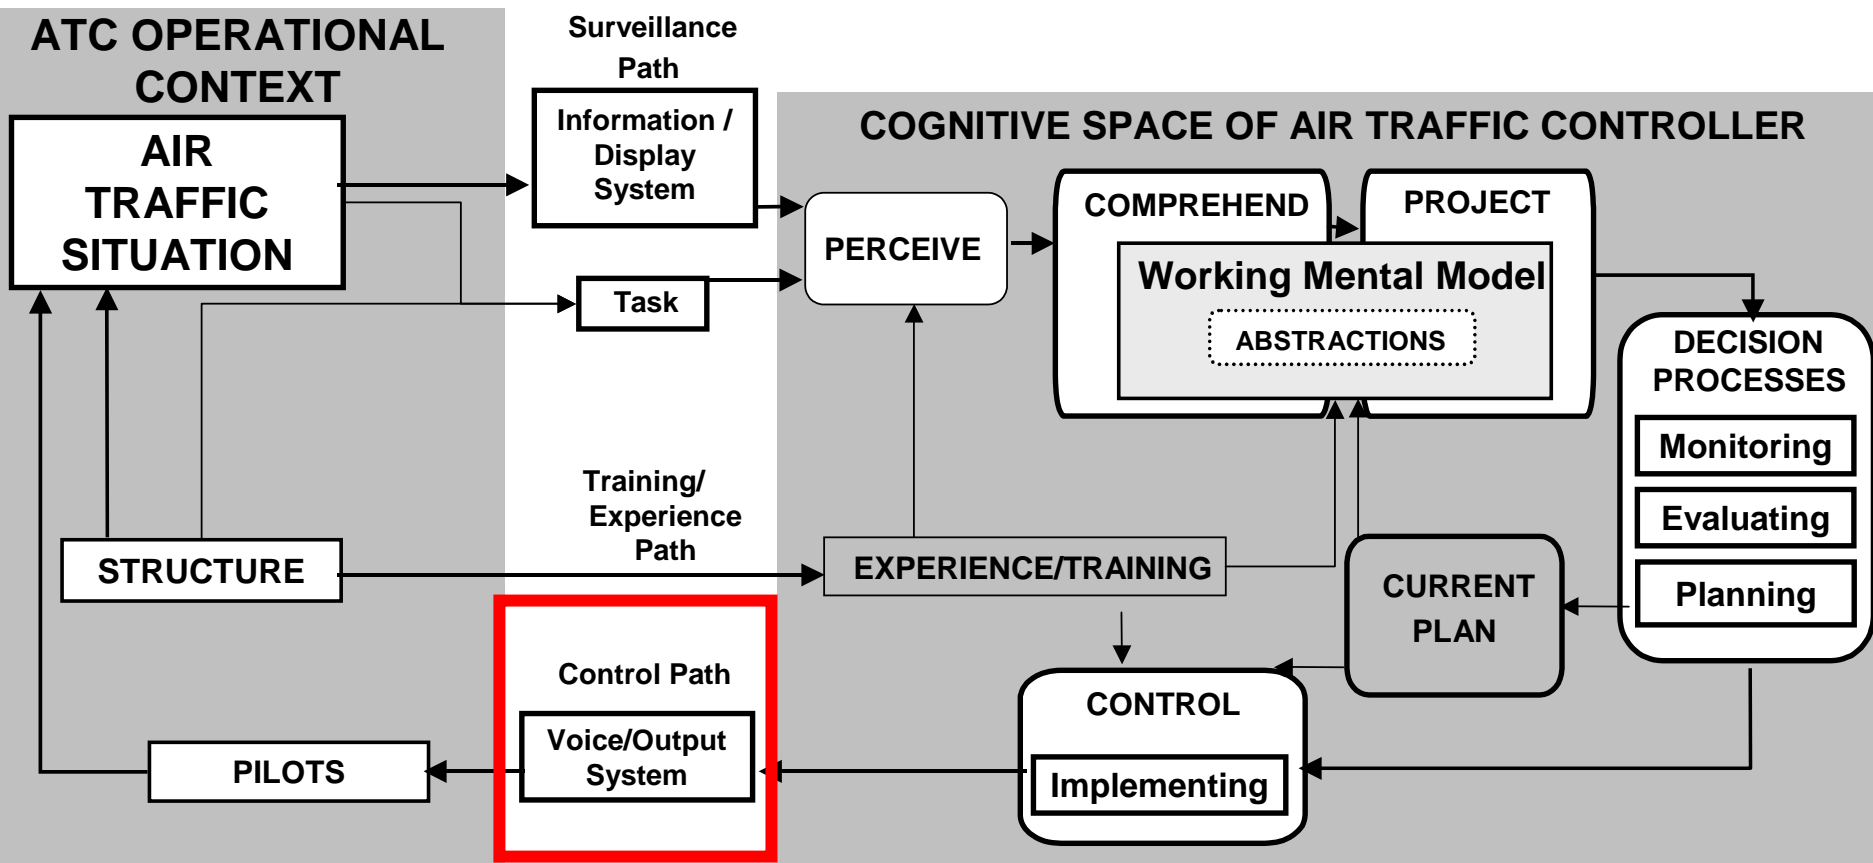 ATC OPERATIONAL
CONTEXT
AIR
TRAFFIC
SITUATION
STRUCTURE
PILOTS
Surveillance
Path
Information /
Display
System
Task
Training/
Experience
Path
Control Path
Voice/Output
System
COGNITIVE SPACE OF AIR TRAFFIC CONTROLLER
PERCEIVE
COMPREHEND
PROJECT
Working Mental Model
ABSTRACTIONS
DECISION
PROCESSES
Monitoring
Evaluating
Planning
EXPERIENCE/TRAINING
CURRENT
PLAN
CONTROL
Implementing